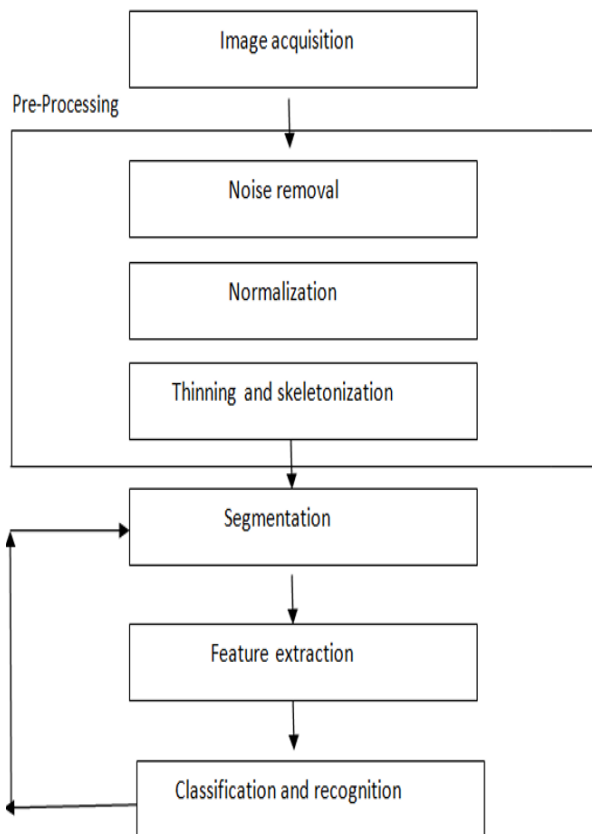 Image acquisition
Pre-Processing
Noise removal
Normalization
Thinning and skeletonization
Segmentation
Feature extraction
Classification and recognition